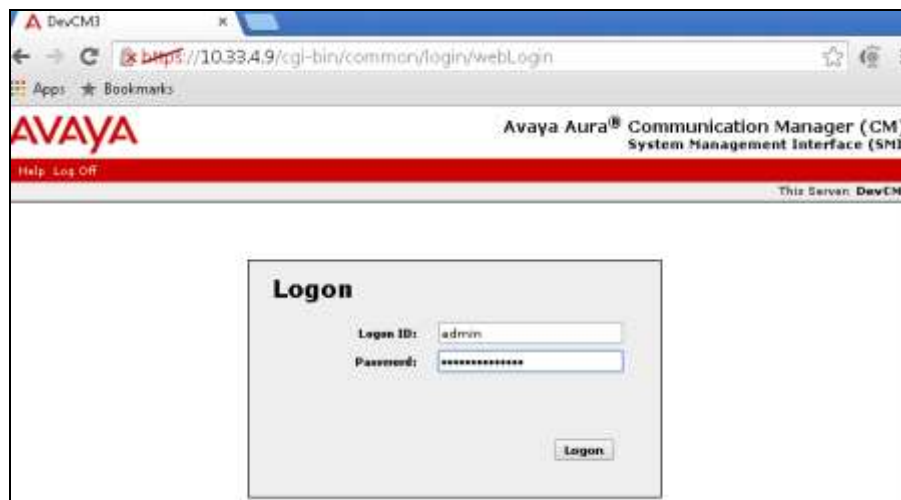 DevCM3
https://10.33.4.9/cgi-bin/common/login/webLogin
Apps Bookmarks
AVAYA
Avaya Aura® Communication Manager (CM)
System Management Interface (SMI
Help Log Off
This Server: DevCM
Logon
Logon ID: admin
Password: ••••••••••••••
Logon